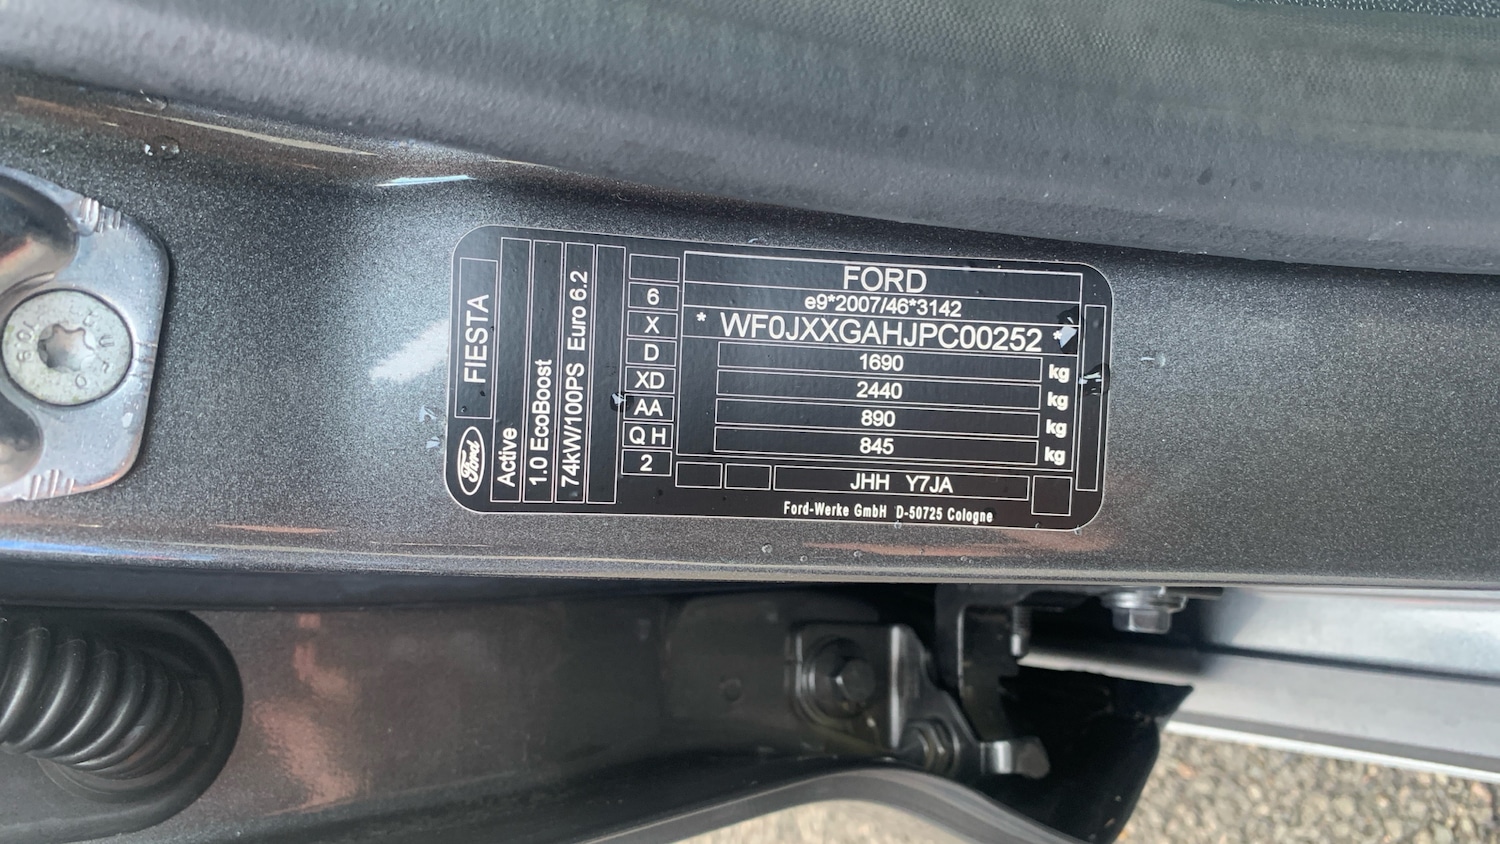 FIESTA
Ford
Active
1.0 EcoBoost
74kW/100PS Euro 6.2
6
X
D
XD
AA
Q H
2
FORD
e9*2007/46*3142
* WF0JXXGAHJPC00252 *
1690 kg
2440 kg
890 kg
845 kg
JHH Y7JA
Ford-Werke GmbH D-50725 Cologne